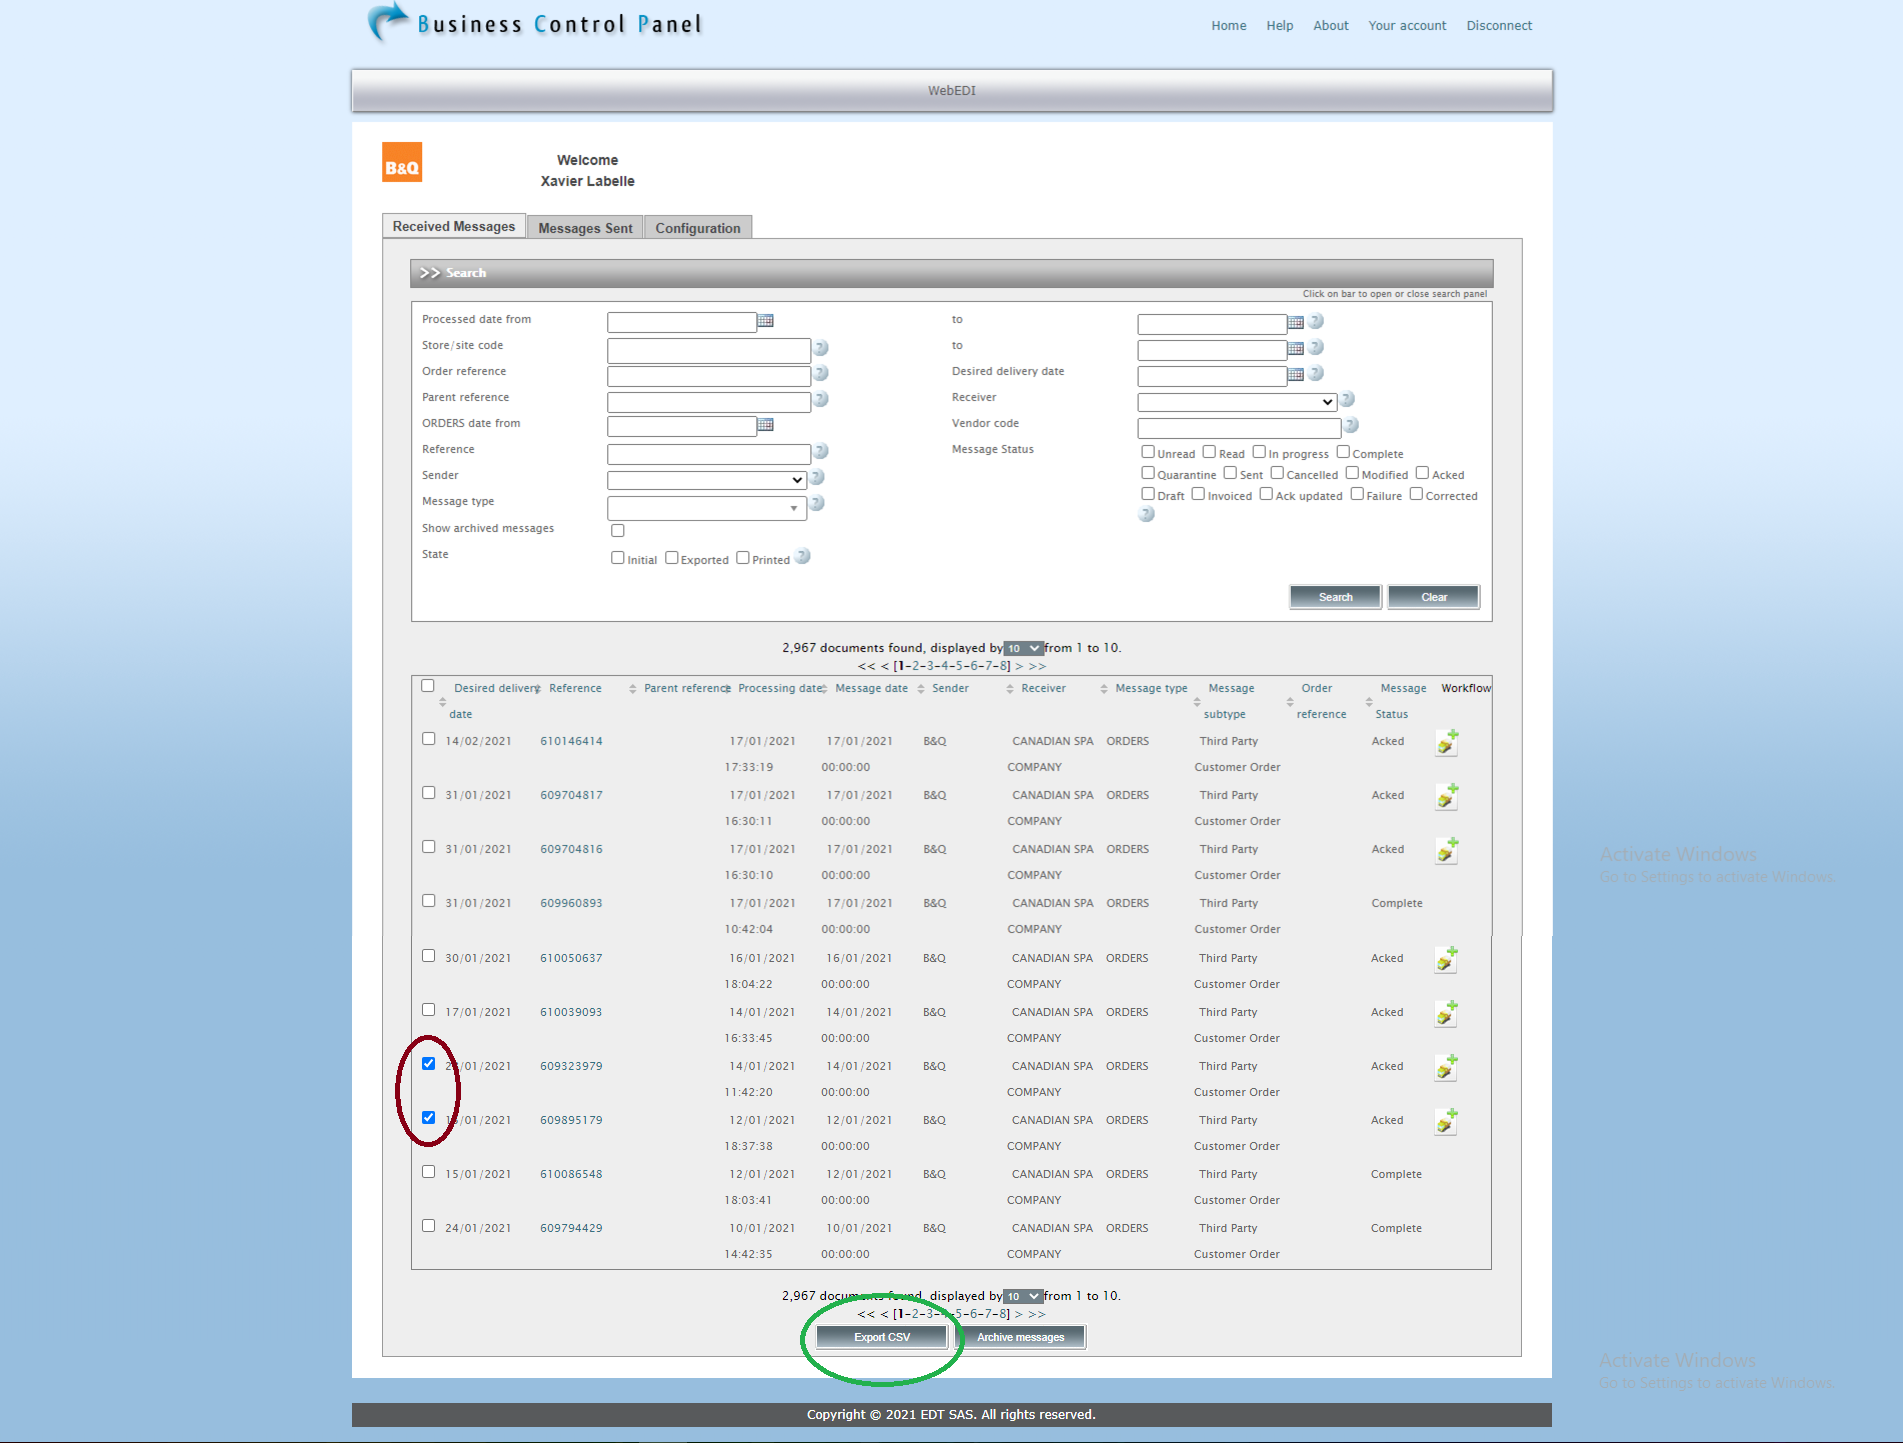 Business Control Panel
Home Help About Your account Disconnect
WebEDI
B&Q
Welcome
Xavier Labelle
Received Messages Messages Sent Configuration
>> Search
Click on bar to open or close search panel
Processed date from to
Store/site code to
Order reference Desired delivery date
Parent reference Receiver
ORDERS date from Vendor code
Reference Message Status Unread Read In progress Complete
Sender Quarantine Sent Cancelled Modified Acked
Message type Draft Invoiced Ack updated Failure Corrected
Show archived messages
State Initial Exported Printed
Search Clear
2,967 documents found, displayed by 10 from 1 to 10.
<< < [1-2-3-4-5-6-7-8] > >>
Desired delivery Reference Parent reference Processing date Message date Sender Receiver Message type Message Order Message Workflow
date subtype reference Status
14/02/2021 610146414 17/01/2021 17/01/2021 B&Q CANADIAN SPA ORDERS Third Party Acked
17:33:19 00:00:00 COMPANY Customer Order
31/01/2021 609704817 17/01/2021 17/01/2021 B&Q CANADIAN SPA ORDERS Third Party Acked
16:30:11 00:00:00 COMPANY Customer Order
31/01/2021 609704816 17/01/2021 17/01/2021 B&Q CANADIAN SPA ORDERS Third Party Acked
16:30:10 00:00:00 COMPANY Customer Order
31/01/2021 609960893 17/01/2021 17/01/2021 B&Q CANADIAN SPA ORDERS Third Party Complete
10:42:04 00:00:00 COMPANY Customer Order
30/01/2021 610050637 16/01/2021 16/01/2021 B&Q CANADIAN SPA ORDERS Third Party Acked
18:04:22 00:00:00 COMPANY Customer Order
17/01/2021 610039093 14/01/2021 14/01/2021 B&Q CANADIAN SPA ORDERS Third Party Acked
16:33:45 00:00:00 COMPANY Customer Order
609323979 14/01/2021 14/01/2021 B&Q CANADIAN SPA ORDERS Third Party Acked
11:42:20 00:00:00 COMPANY Customer Order
609895179 12/01/2021 12/01/2021 B&Q CANADIAN SPA ORDERS Third Party Acked
18:37:38 00:00:00 COMPANY Customer Order
15/01/2021 610086548 12/01/2021 12/01/2021 B&Q CANADIAN SPA ORDERS Third Party Complete
18:03:41 00:00:00 COMPANY Customer Order
24/01/2021 609794429 10/01/2021 10/01/2021 B&Q CANADIAN SPA ORDERS Third Party Complete
14:42:35 00:00:00 COMPANY Customer Order
2,967 documents found, displayed by 10 from 1 to 10.
<< < [1-2-3-4-5-6-7-8] > >>
Export CSV Archive messages
Copyright © 2021 EDT SAS. All rights reserved.
Activate Windows
Go to Settings to activate Windows.
Activate Windows
Go to Settings to activate Windows.